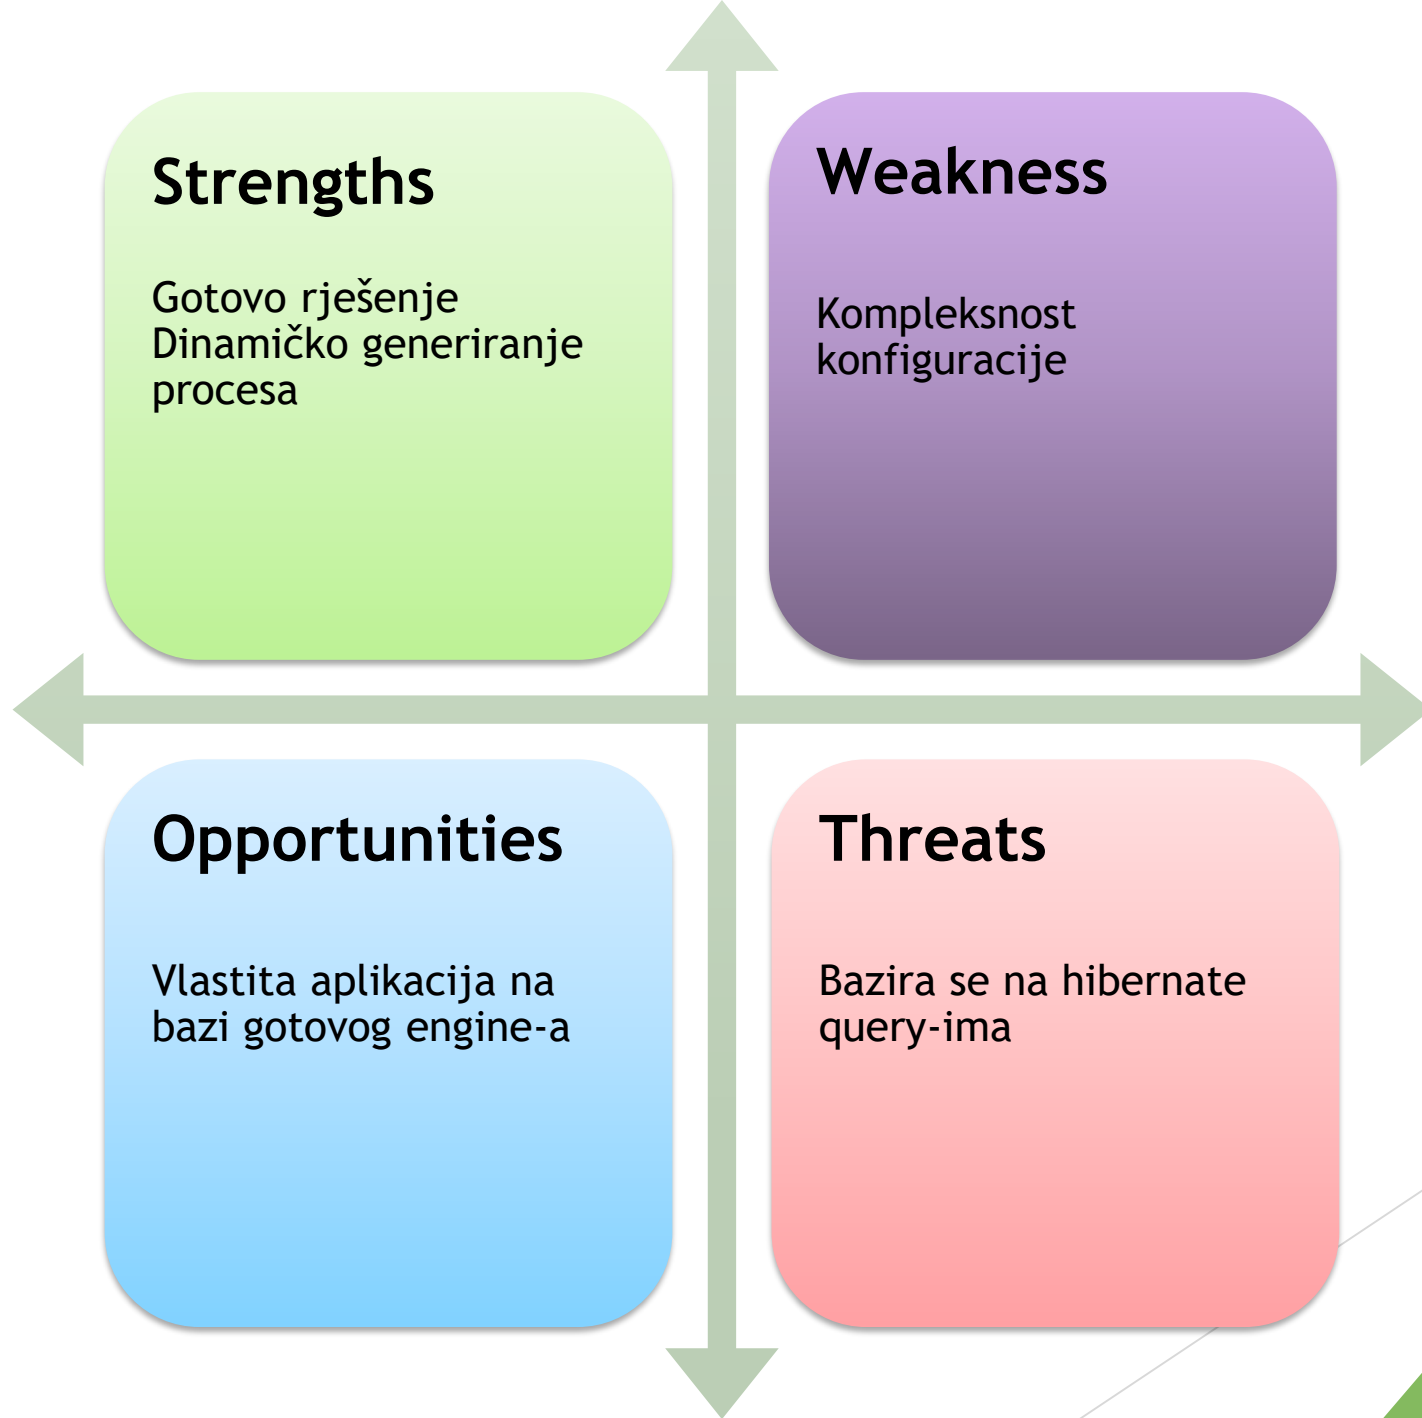 Strengths
Gotovo rješenje
Dinamičko generiranje
procesa
Weakness
Kompleksnost
konfiguracije
Opportunities
Vlastita aplikacija na
bazi gotovog engine-a
Threats
Bazira se na hibernate
query-ima